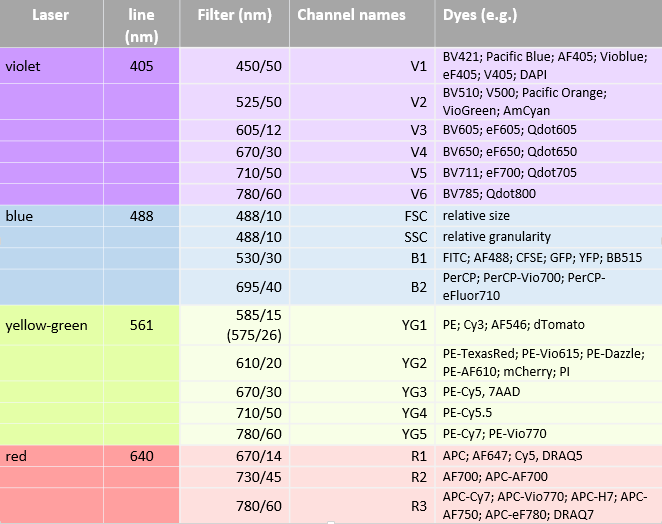 Laser line (nm) Filter (nm) Channel names Dyes (e.g.)
violet 405 450/50 V1 BV421; Pacific Blue; AF405; Vioblue; eF405; V405; DAPI
525/50 V2 BV510; V500; Pacific Orange; VioGreen; AmCyan
605/12 V3 BV605; eF605; Qdot605
670/30 V4 BV650; eF650; Qdot650
710/50 V5 BV711; eF700; Qdot705
780/60 V6 BV785; Qdot800
blue 488 488/10 FSC relative size
488/10 SSC relative granularity
530/30 B1 FITC; AF488; CFSE; GFP; YFP; BB515
695/40 B2 PerCP; PerCP-Vio700; PerCP-eFluor710
yellow-green 561 585/15 (575/26) YG1 PE; Cy3; AF546; dTomato
610/20 YG2 PE-TexasRed; PE-Vio615; PE-Dazzle; PE-AF610; mCherry; PI
670/30 YG3 PE-Cy5, 7AAD
710/50 YG4 PE-Cy5.5
780/60 YG5 PE-Cy7; PE-Vio770
red 640 670/14 R1 APC; AF647; Cy5, DRAQ5
730/45 R2 AF700; APC-AF700
780/60 R3 APC-Cy7; APC-Vio770; APC-H7; APC-AF750; APC-eF780; DRAQ7